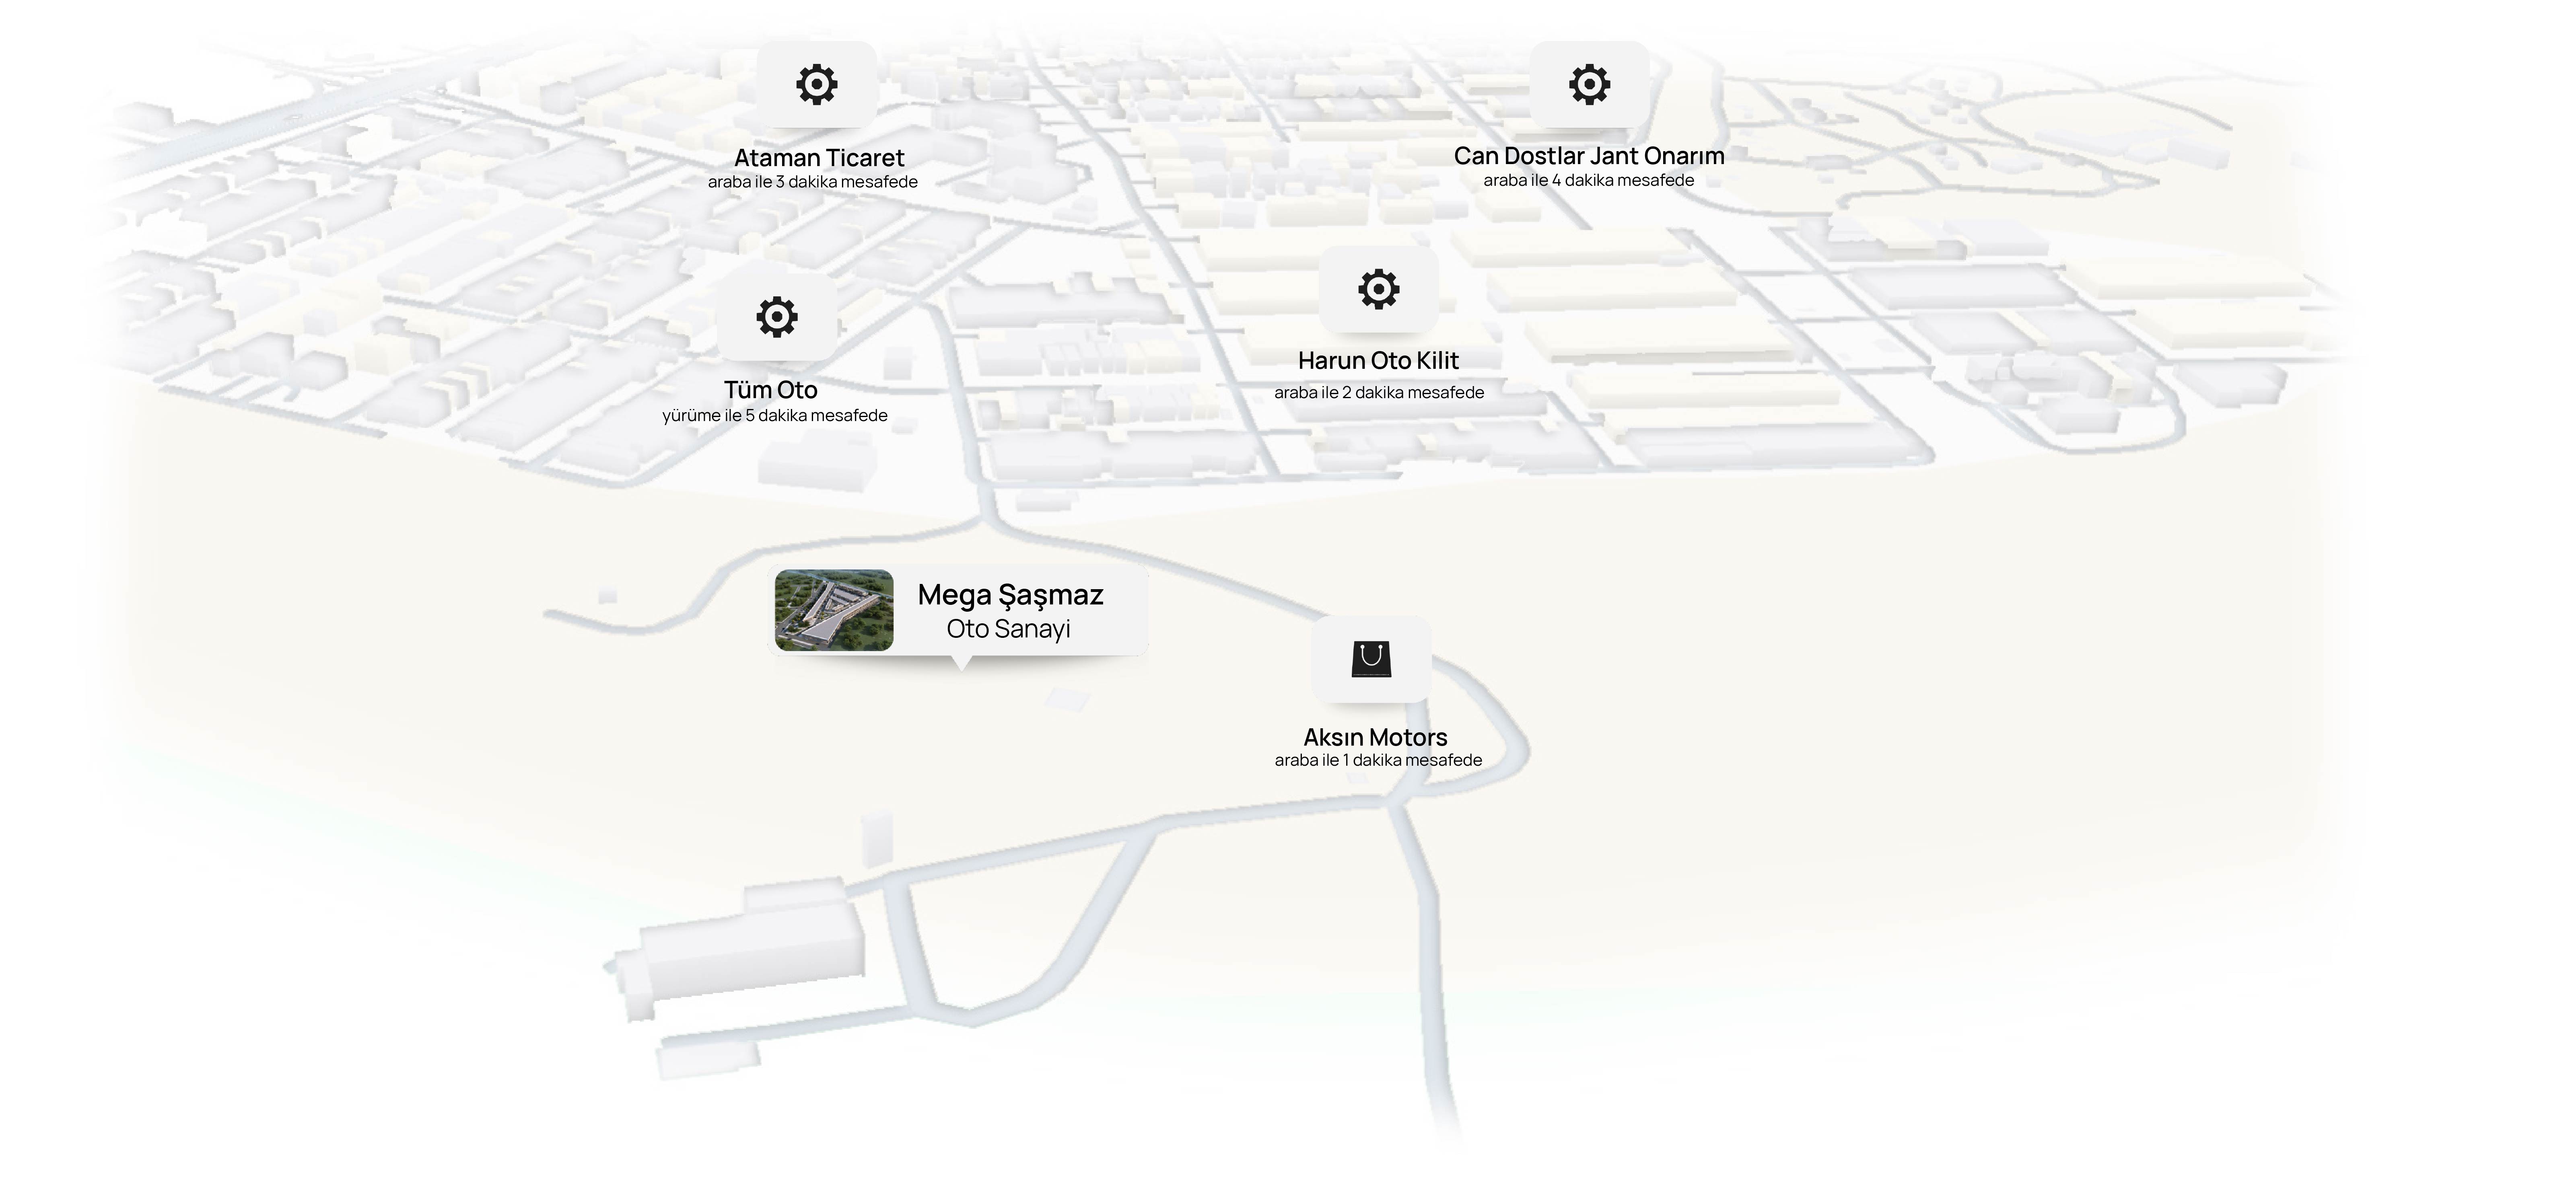 Ataman Ticaret
araba ile 3 dakika mesafede
Can Dostlar Jant Onarım
araba ile 4 dakika mesafede
Tüm Oto
yürüme ile 5 dakika mesafede
Harun Oto Kilit
araba ile 2 dakika mesafede
Mega Şaşmaz
Oto Sanayi
Aksın Motors
araba ile 1 dakika mesafede